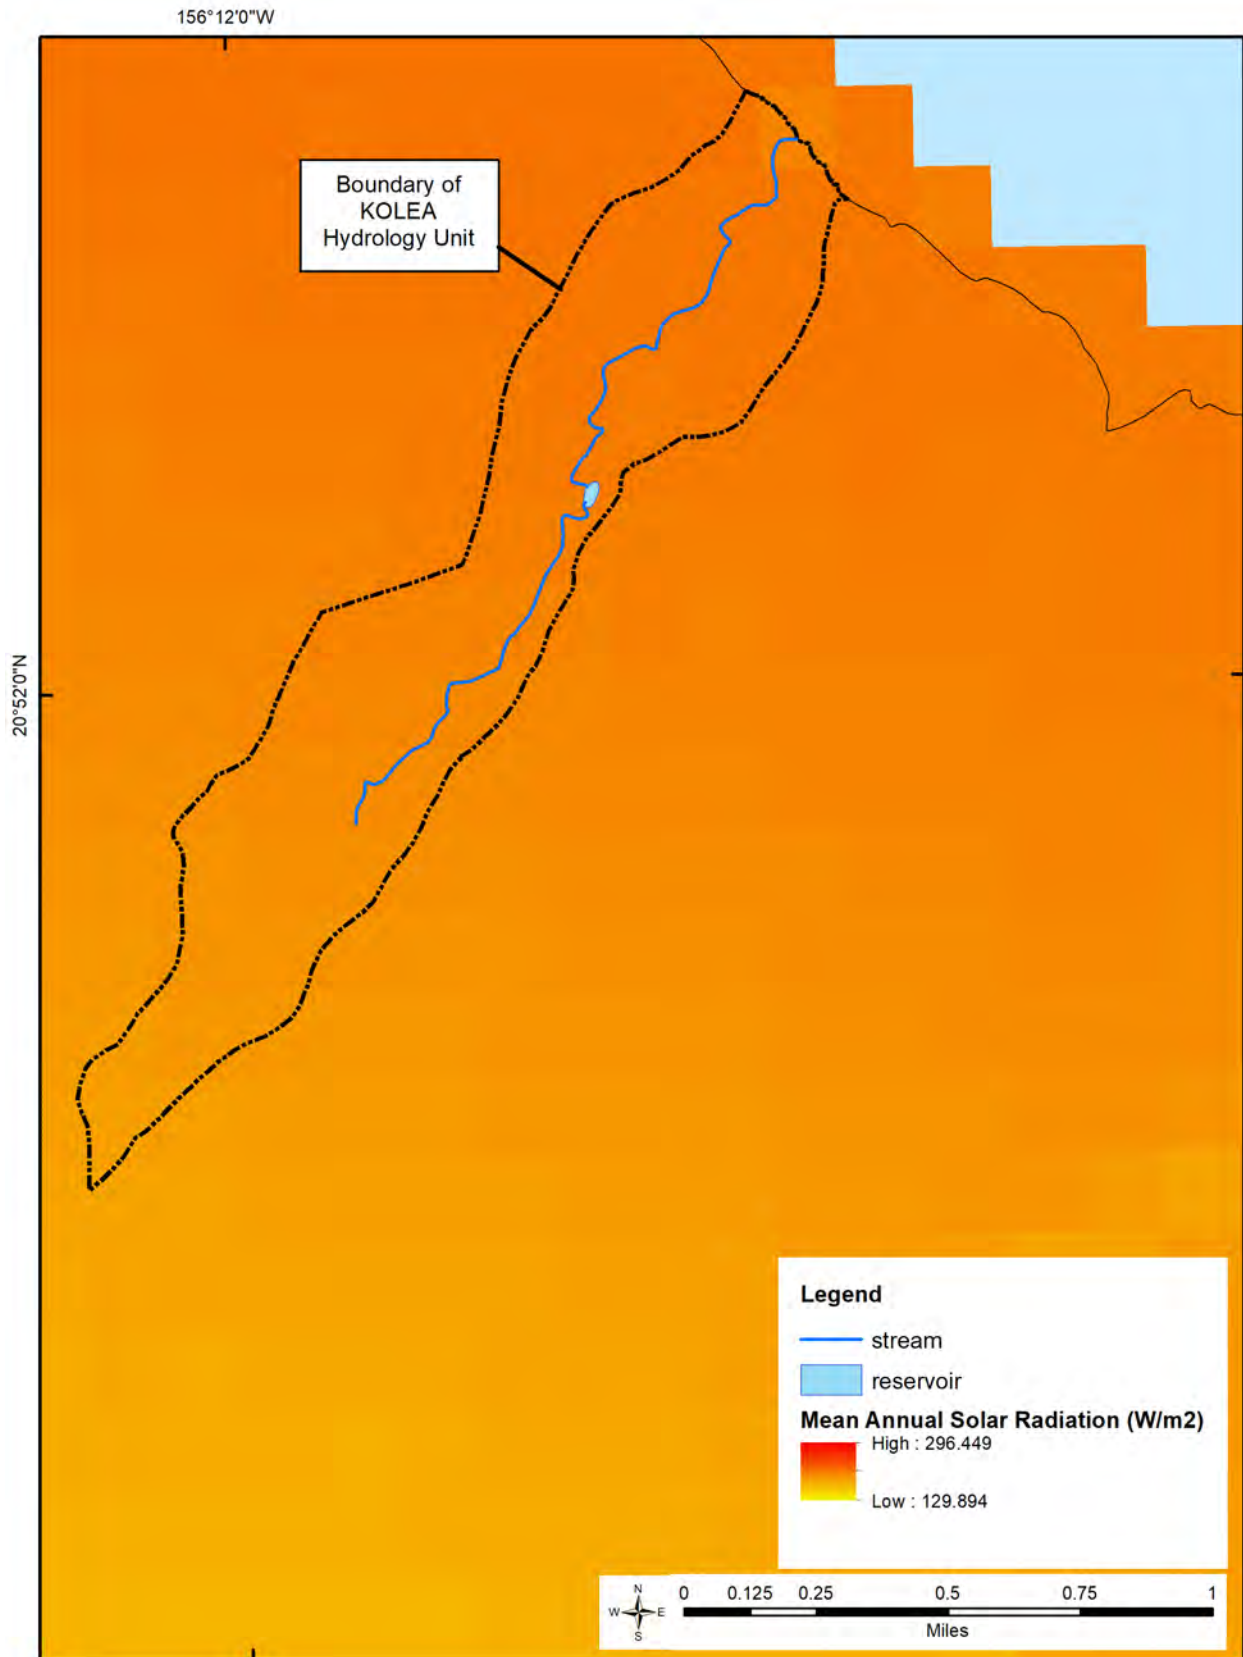 156°12'0"W
Boundary of
KOLEA
Hydrology Unit
20°52'0"N
Legend
stream
reservoir
Mean Annual Solar Radiation (W/m2)
High : 296.449
Low : 129.894
N
W E
S
0 0.125 0.25 0.5 0.75 1
Miles